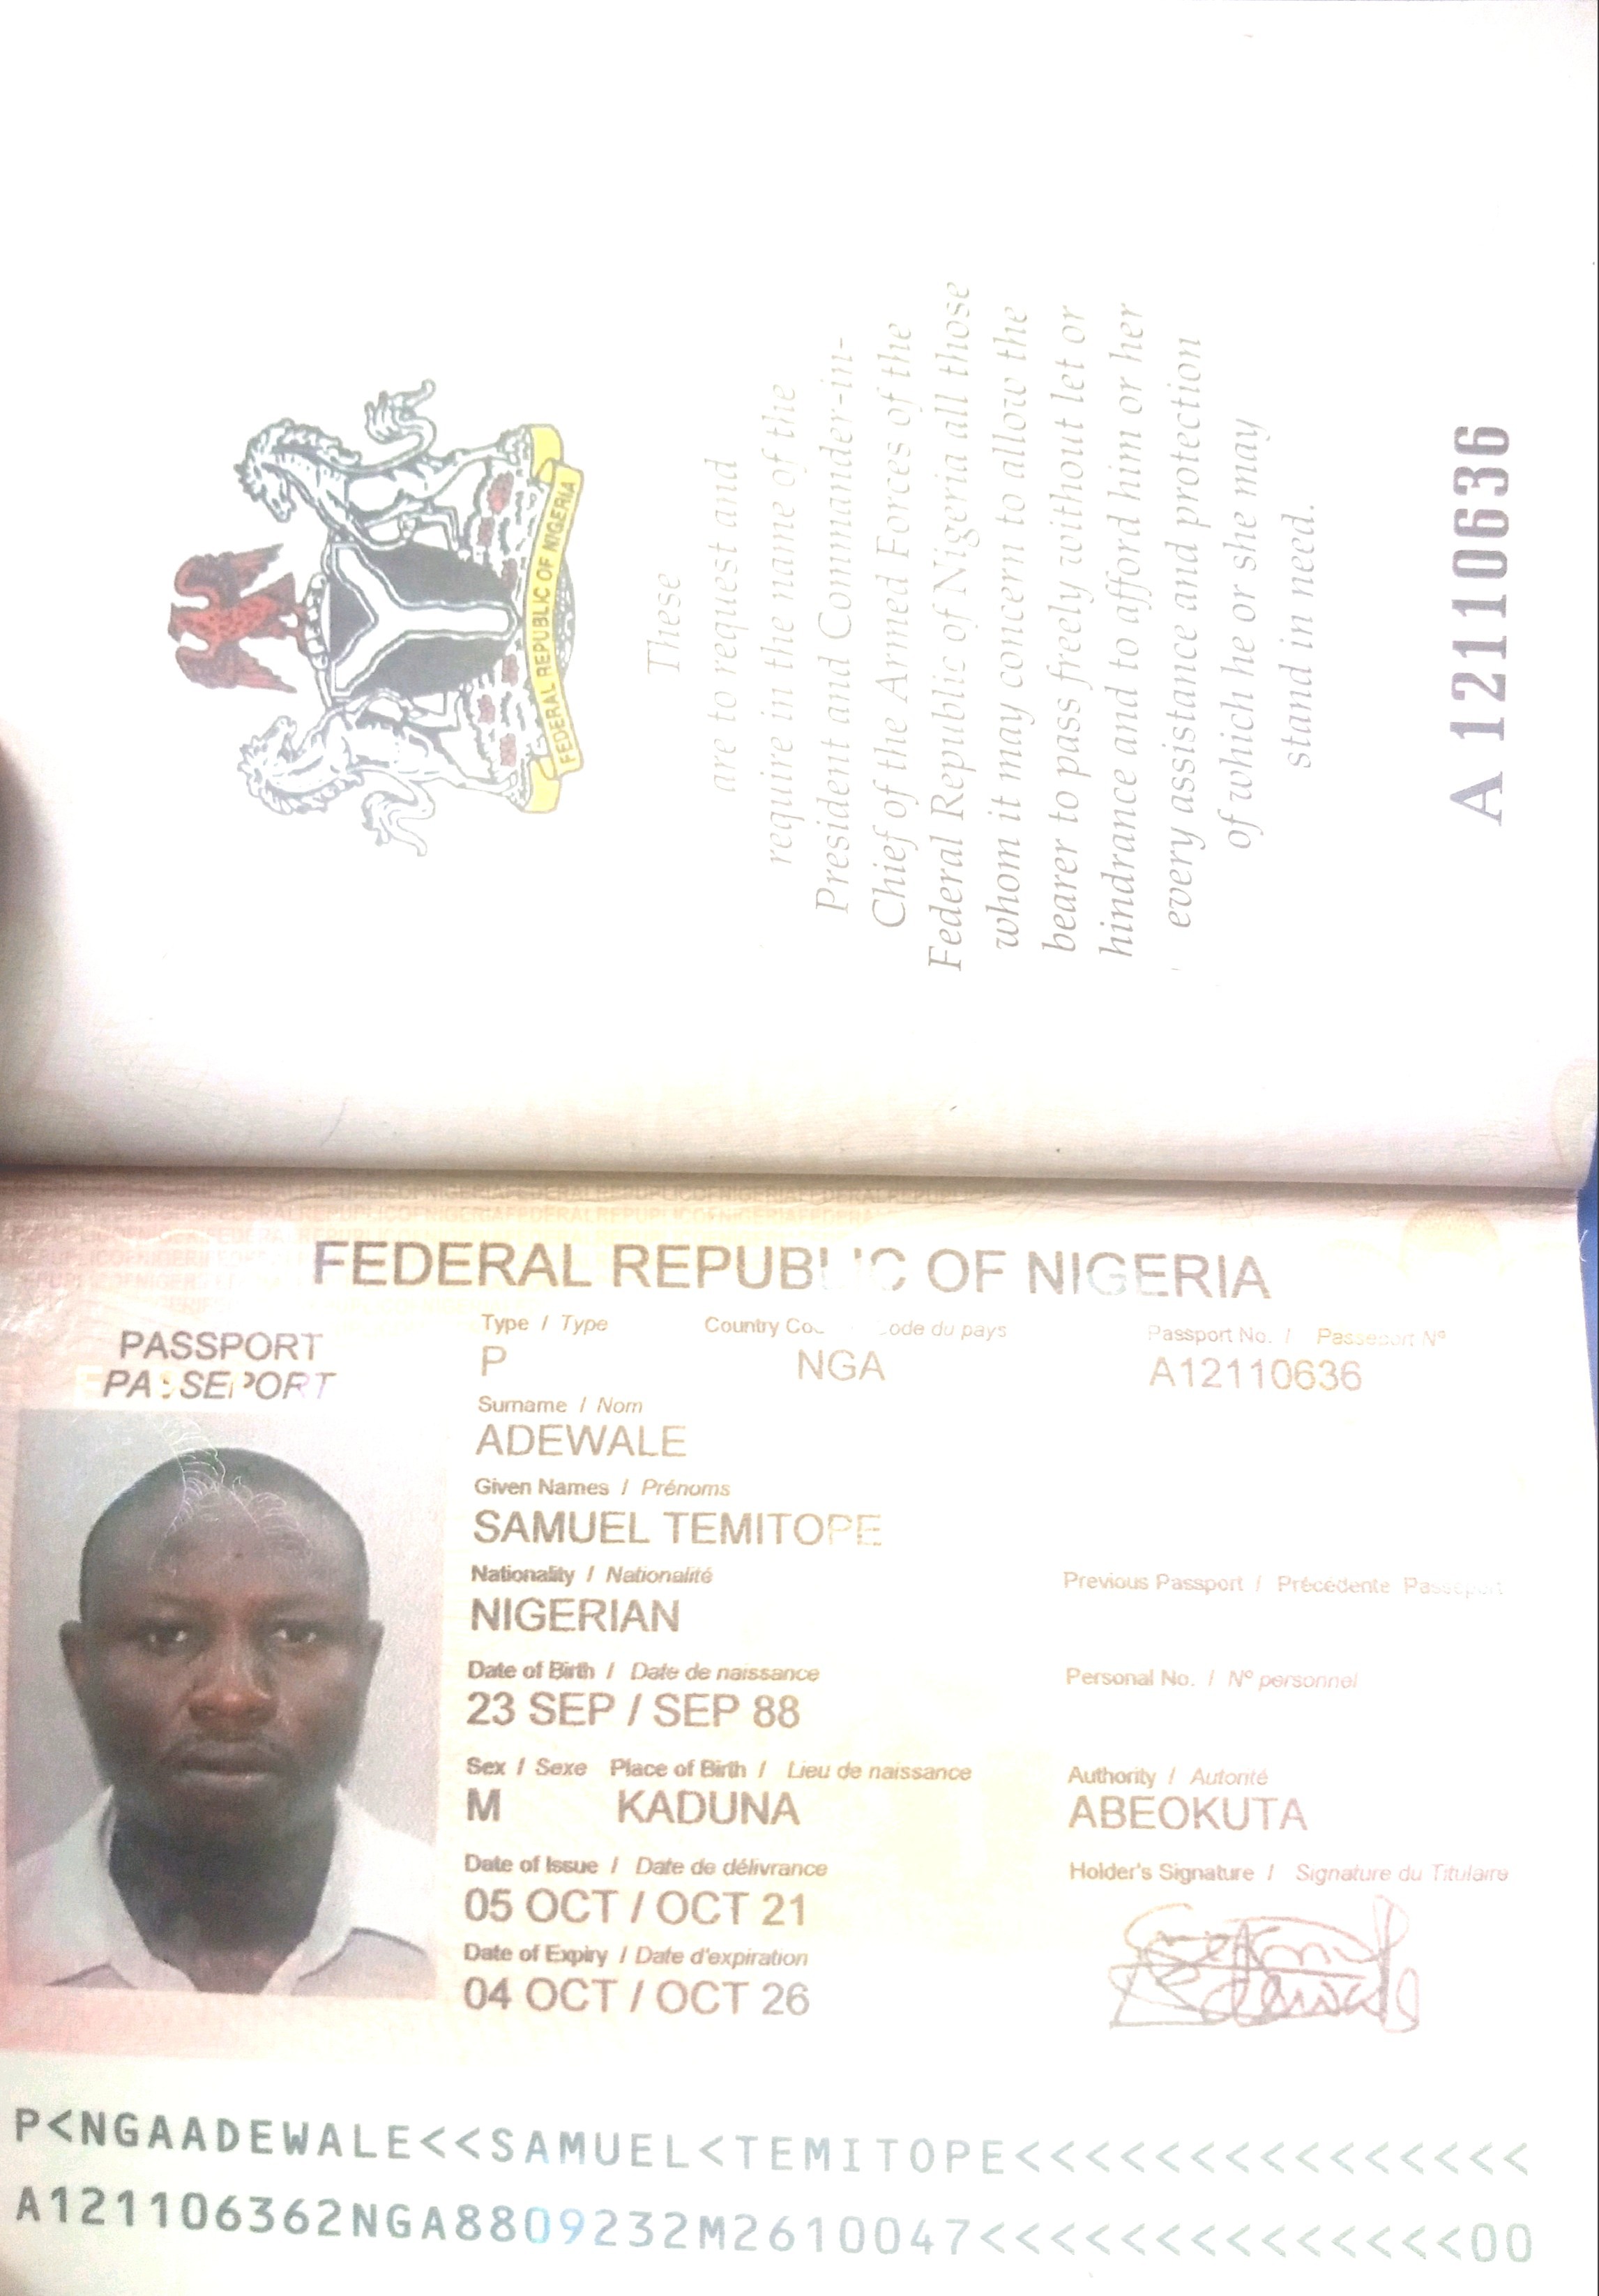 FEDERAL REPUBLIC OF NIGERIA
These
are to request and
require in the name of the
President and Commander-in-
Chief of the Armed Forces of the
Federal Republic of Nigeria all those
whom it may concern to allow the
bearer to pass freely without let or
hindrance and to afford him or her
every assistance and protection
of which he or she may
stand in need.
A 12110636
FEDERAL REPUBLIC OF NIGERIA
PASSPORT
PASSEPORT
Type / Type
Country Code / Code du pays
Passport No. / Passeport Nº
P
NGA
A12110636
Surname / Nom
ADEWALE
Given Names / Prénoms
SAMUEL TEMITOPE
Nationality / Nationalité
NIGERIAN
Previous Passport / Précédente Passeport
Date of Birth / Date de naissance
23 SEP / SEP 88
Personal No. / Nº personnel
Sex / Sexe Place of Birth / Lieu de naissance
M KADUNA
Authority / Autorité
ABEOKUTA
Date of Issue / Date de délivrance
05 OCT / OCT 21
Holder's Signature / Signature du Titulaire
Date of Expiry / Date d'expiration
04 OCT / OCT 26
P<NGAADEWALE<<SAMUEL<TEMITOPE<<<<<<<<<<<<<<<
A121106362NGA8809232M2610047<<<<<<<<<<<<<<00